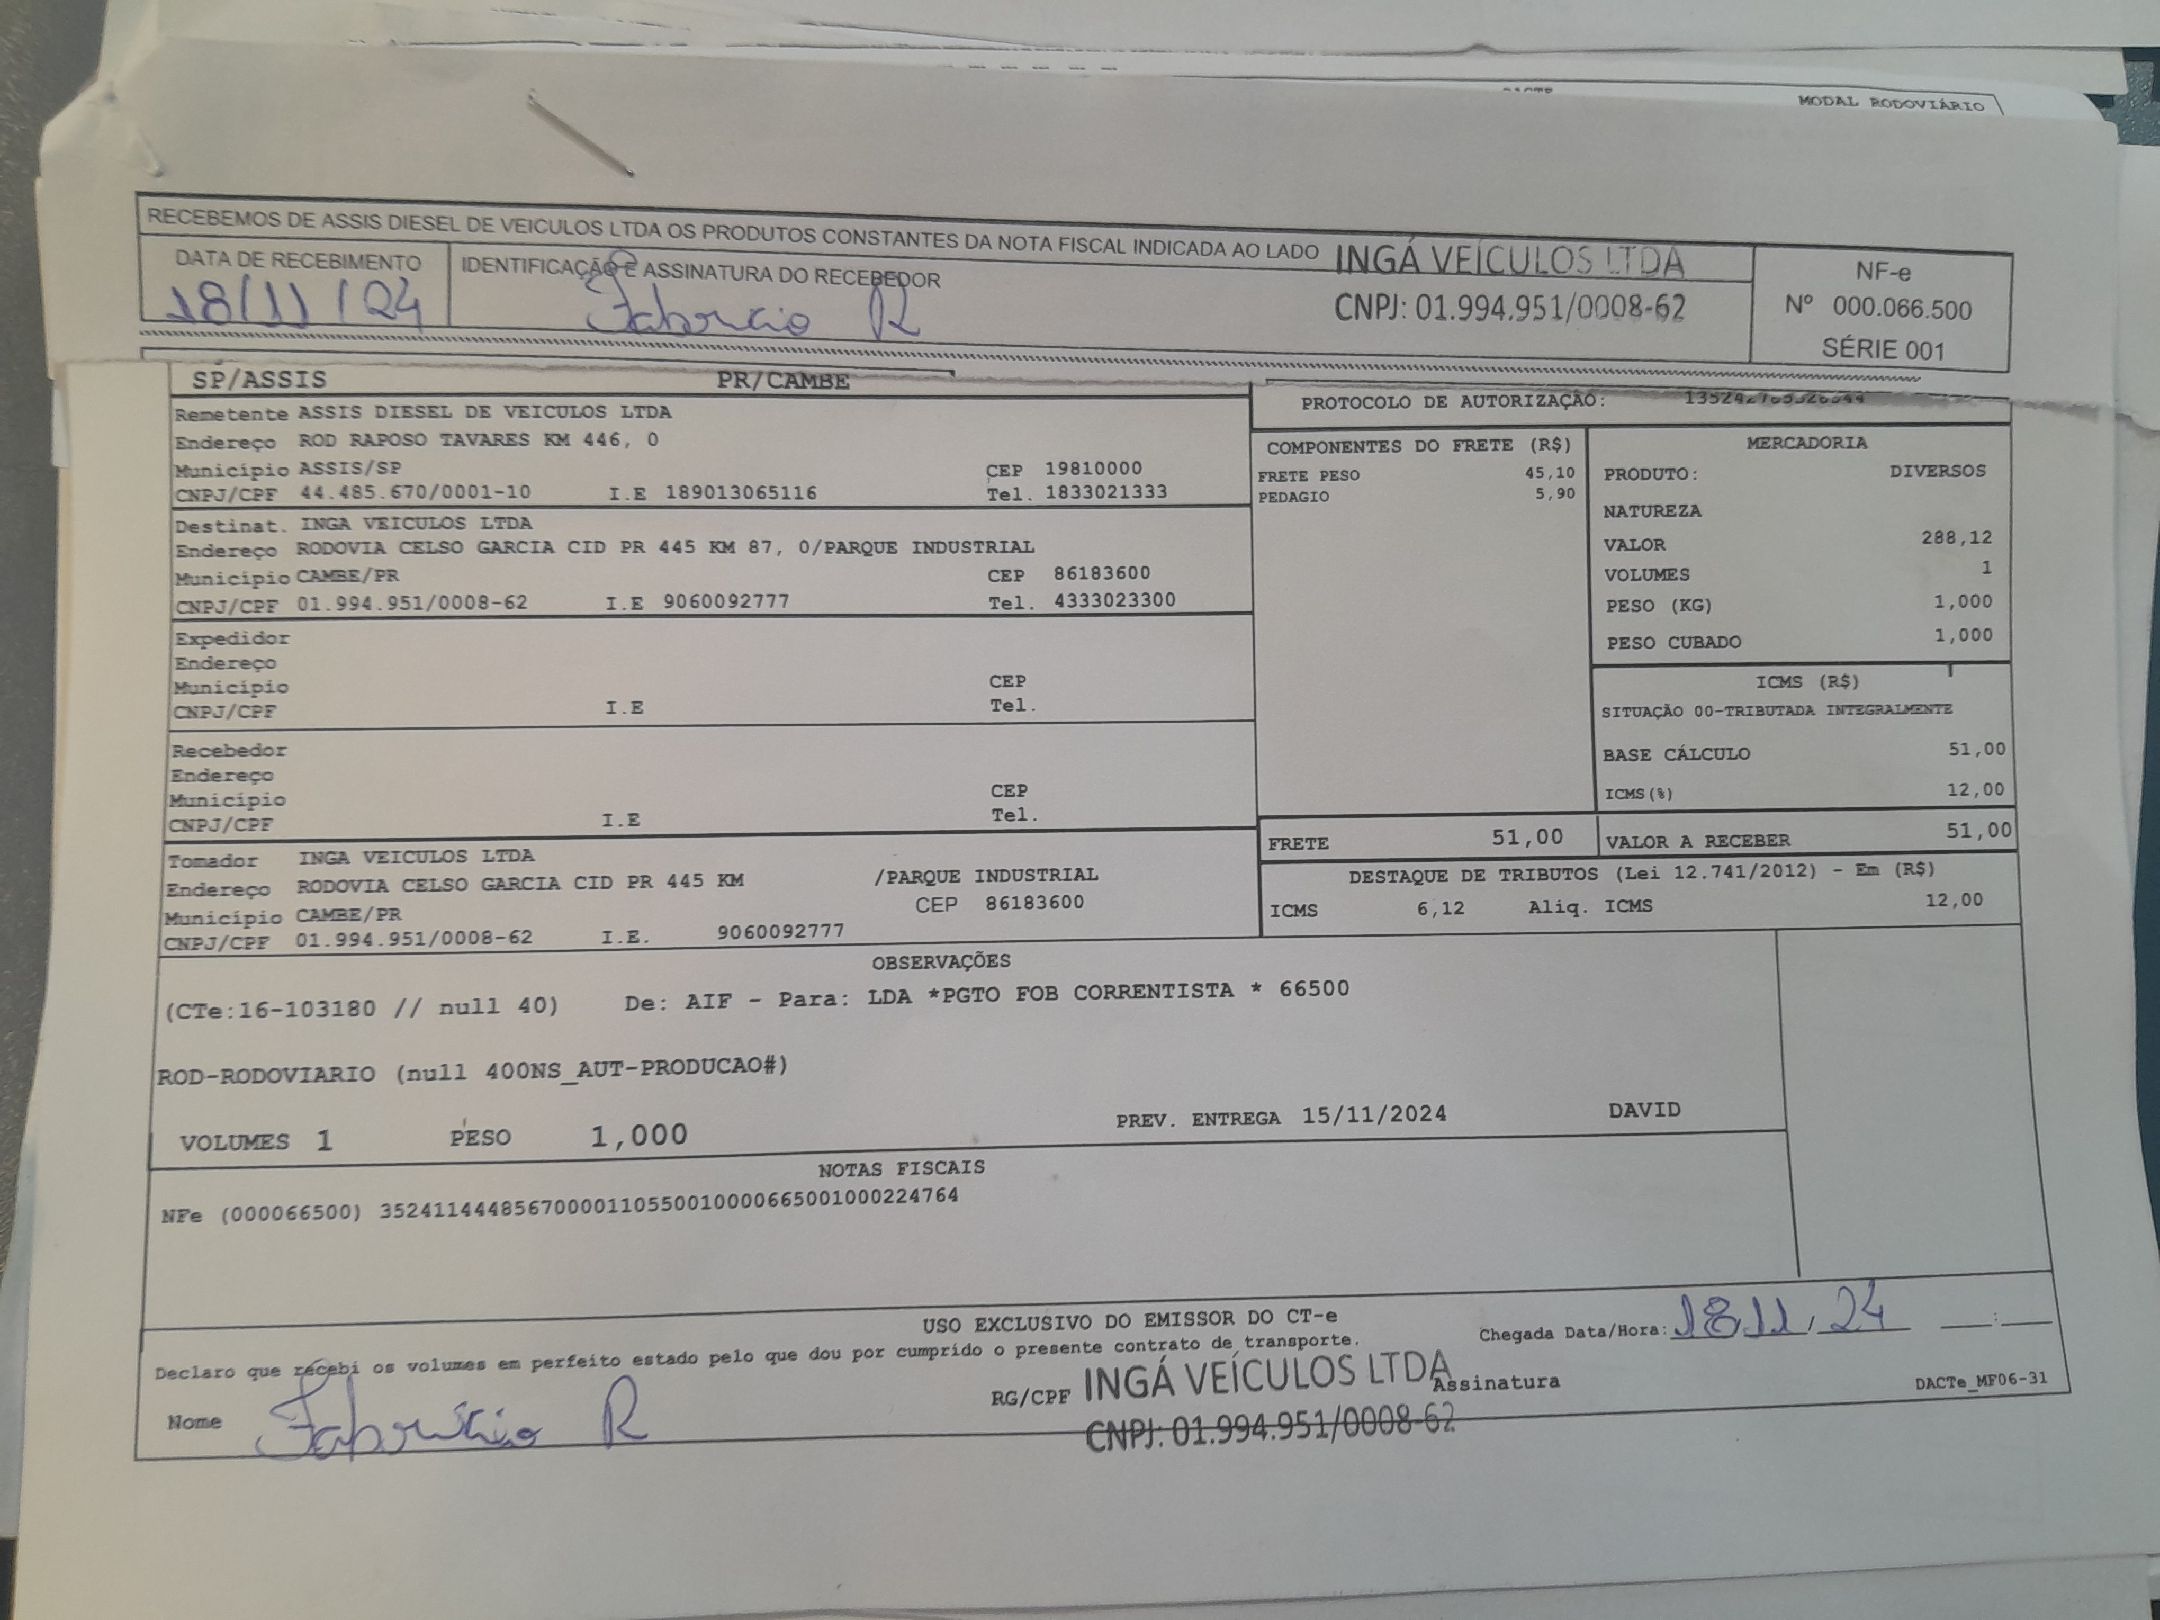 MODAL RODOVIÁRIO
RECEBEMOS DE ASSIS DIESEL DE VEICULOS LTDA OS PRODUTOS CONSTANTES DA NOTA FISCAL INDICADA AO LADO
INGÁ VEÍCULOS LTDA
CNPJ: 01.994.951/0008-62
DATA DE RECEBIMENTO
18/11/24
IDENTIFICAÇÃO E ASSINATURA DO RECEBEDOR
Fabricio R
NF-e
Nº 000.066.500
SÉRIE 001
SP/ASSIS PR/CAMBE
Remetente ASSIS DIESEL DE VEICULOS LTDA
Endereço ROD RAPOSO TAVARES KM 446, 0
Município ASSIS/SP CEP 19810000
CNPJ/CPF 44.485.670/0001-10 I.E 189013065116 Tel. 1833021333
Destinat. INGA VEICULOS LTDA
Endereço RODOVIA CELSO GARCIA CID PR 445 KM 87, 0/PARQUE INDUSTRIAL
Município CAMBE/PR CEP 86183600
CNPJ/CPF 01.994.951/0008-62 I.E 9060092777 Tel. 4333023300
Expedidor
Endereço
Município CEP
CNPJ/CPF I.E Tel.
Recebedor
Endereço
Município CEP
CNPJ/CPF I.E Tel.
Tomador INGA VEICULOS LTDA
Endereço RODOVIA CELSO GARCIA CID PR 445 KM /PARQUE INDUSTRIAL
Município CAMBE/PR CEP 86183600
CNPJ/CPF 01.994.951/0008-62 I.E. 9060092777
PROTOCOLO DE AUTORIZAÇÃO:
COMPONENTES DO FRETE (R$)
FRETE PESO 45,10
PEDAGIO 5,90
MERCADORIA
PRODUTO: DIVERSOS
NATUREZA
VALOR 288,12
VOLUMES 1
PESO (KG) 1,000
PESO CUBADO 1,000
ICMS (R$)
SITUAÇÃO 00-TRIBUTADA INTEGRALMENTE
BASE CÁLCULO 51,00
ICMS(%) 12,00
FRETE 51,00 VALOR A RECEBER 51,00
DESTAQUE DE TRIBUTOS (Lei 12.741/2012) - Em (R$)
ICMS 6,12 Aliq. ICMS 12,00
OBSERVAÇÕES
(CTe:16-103180 // null 40) De: AIF - Para: LDA *PGTO FOB CORRENTISTA * 66500
ROD-RODOVIARIO (null 400NS_AUT-PRODUCAO#)
VOLUMES 1 PESO 1,000 PREV. ENTREGA 15/11/2024 DAVID
NOTAS FISCAIS
NFe (000066500) 35241144485670000110550010000665001000224764
USO EXCLUSIVO DO EMISSOR DO CT-e
Declaro que recebi os volumes em perfeito estado pelo que dou por cumprido o presente contrato de transporte.
Chegada Data/Hora: 18/11/24 __:__
Nome Fabricio R
RG/CPF INGÁ VEÍCULOS LTDA
CNPJ: 01.994.951/0008-62
Assinatura
DACTe_MF06-31